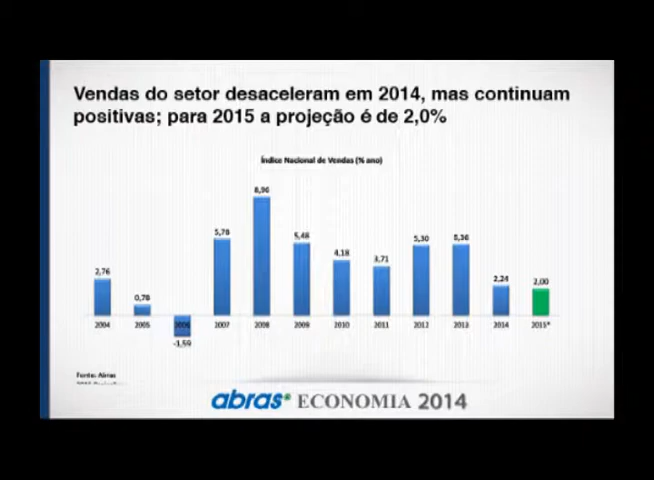 Vendas do setor desaceleram em 2014, mas continuam
positivas; para 2015 a projeção é de 2,0%
Índice Nacional de Vendas (% ano)
2,76
0,78
-1,59
5,78
8,96
5,48
4,18
3,71
5,30
5,36
2,24
2,00
2004 2005 2006 2007 2008 2009 2010 2011 2012 2013 2014 2015*
Fonte: Abras
abras ECONOMIA 2014